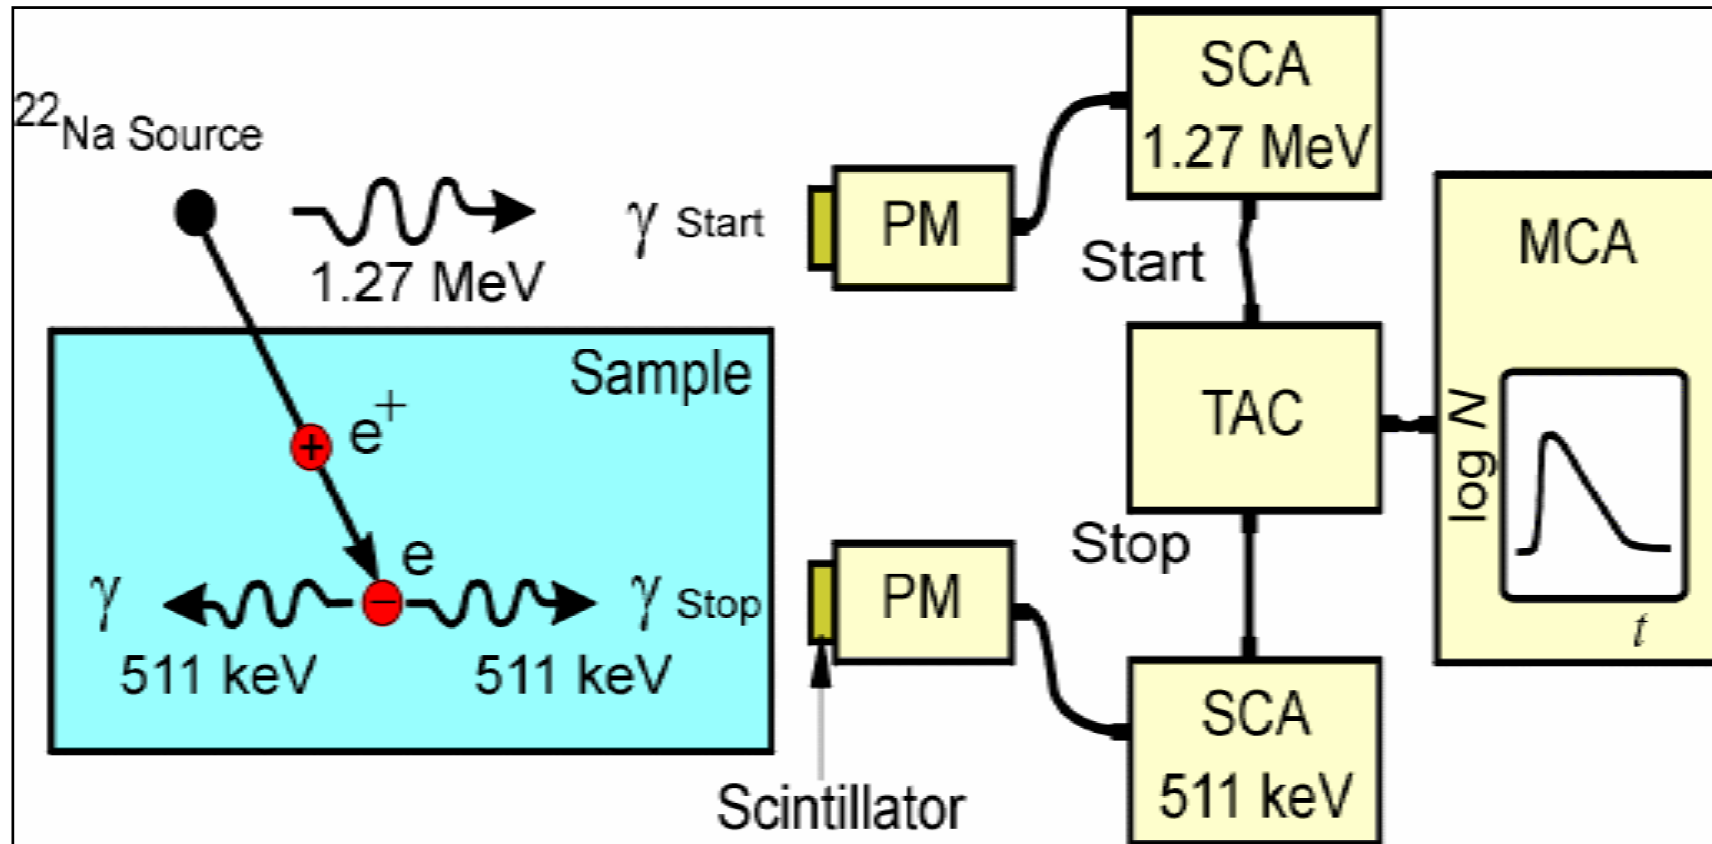 SCA
1.27 MeV
²²Na Source
1.27 MeV
γ Start
PM
Start
MCA
Sample
e⁺
TAC
log N
t
e
γ
511 keV
511 keV
γ Stop
PM
Stop
SCA
511 keV
Scintillator
+
−